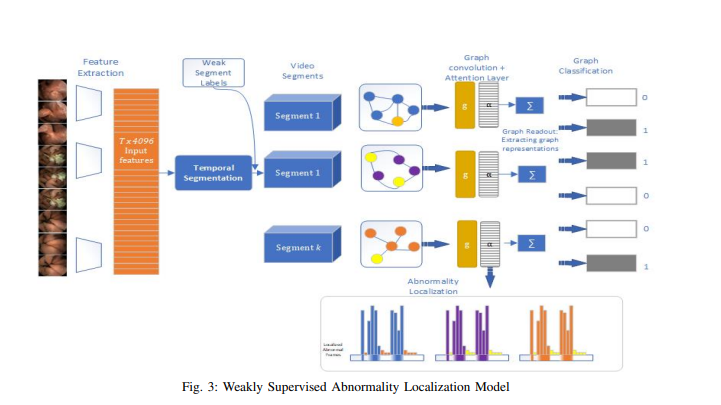 Feature
Extraction
Weak
Segment
Labels
Video
Segments
Graph
convolution +
Attention Layer
Graph
Classification
Tx4096
Input
features
Temporal
Segmentation
Segment 1
Segment 1
Segment k
α
Σ
α
Σ
α
Σ
Graph Readout:
Extracting graph
representations
0
1
1
0
0
1
Abnormality
Localization
Localized
Abnormal
Frames
Fig. 3: Weakly Supervised Abnormality Localization Model